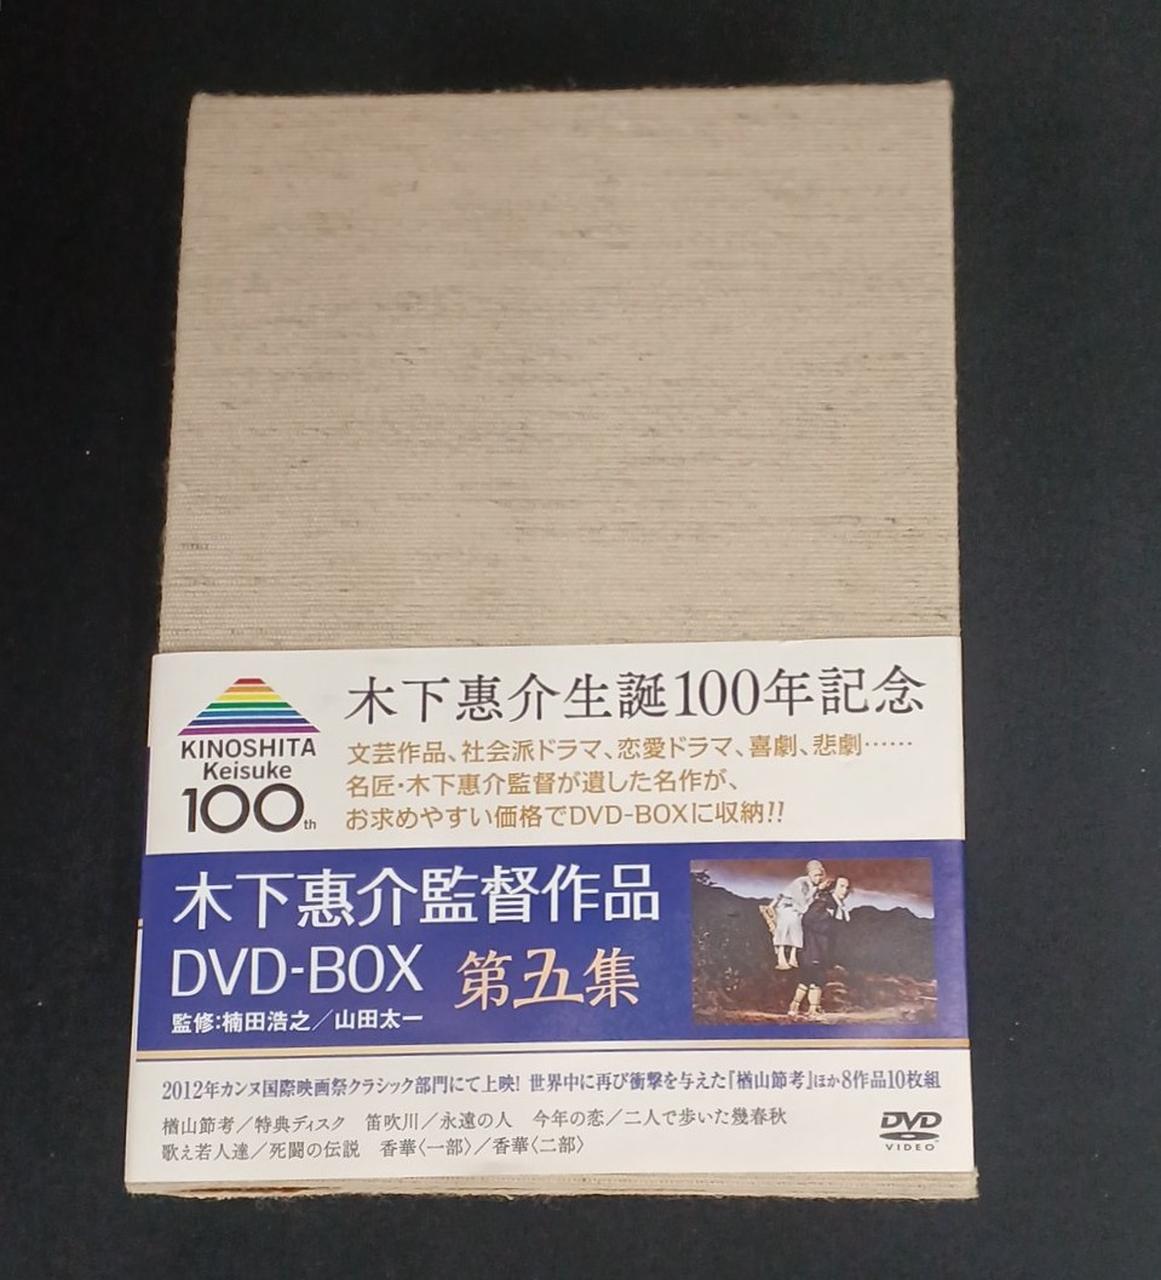 KINOSHITA
Keisuke
100th
木下惠介生誕100年記念
文芸作品、社会派ドラマ、恋愛ドラマ、喜劇、悲劇……
名匠・木下惠介監督が遺した名作が、
お求めやすい価格でDVD-BOXに収納!!
木下惠介監督作品
DVD-BOX 第五集
監修:楠田浩之/山田太一
2012年カンヌ国際映画祭クラシック部門にて上映! 世界中に再び衝撃を与えた『楢山節考』ほか8作品10枚組
楢山節考/特典ディスク 笛吹川/永遠の人 今年の恋/二人で歩いた幾春秋
歌え若人達/死闘の伝説 香華〈一部〉/香華〈二部〉
DVD
VIDEO